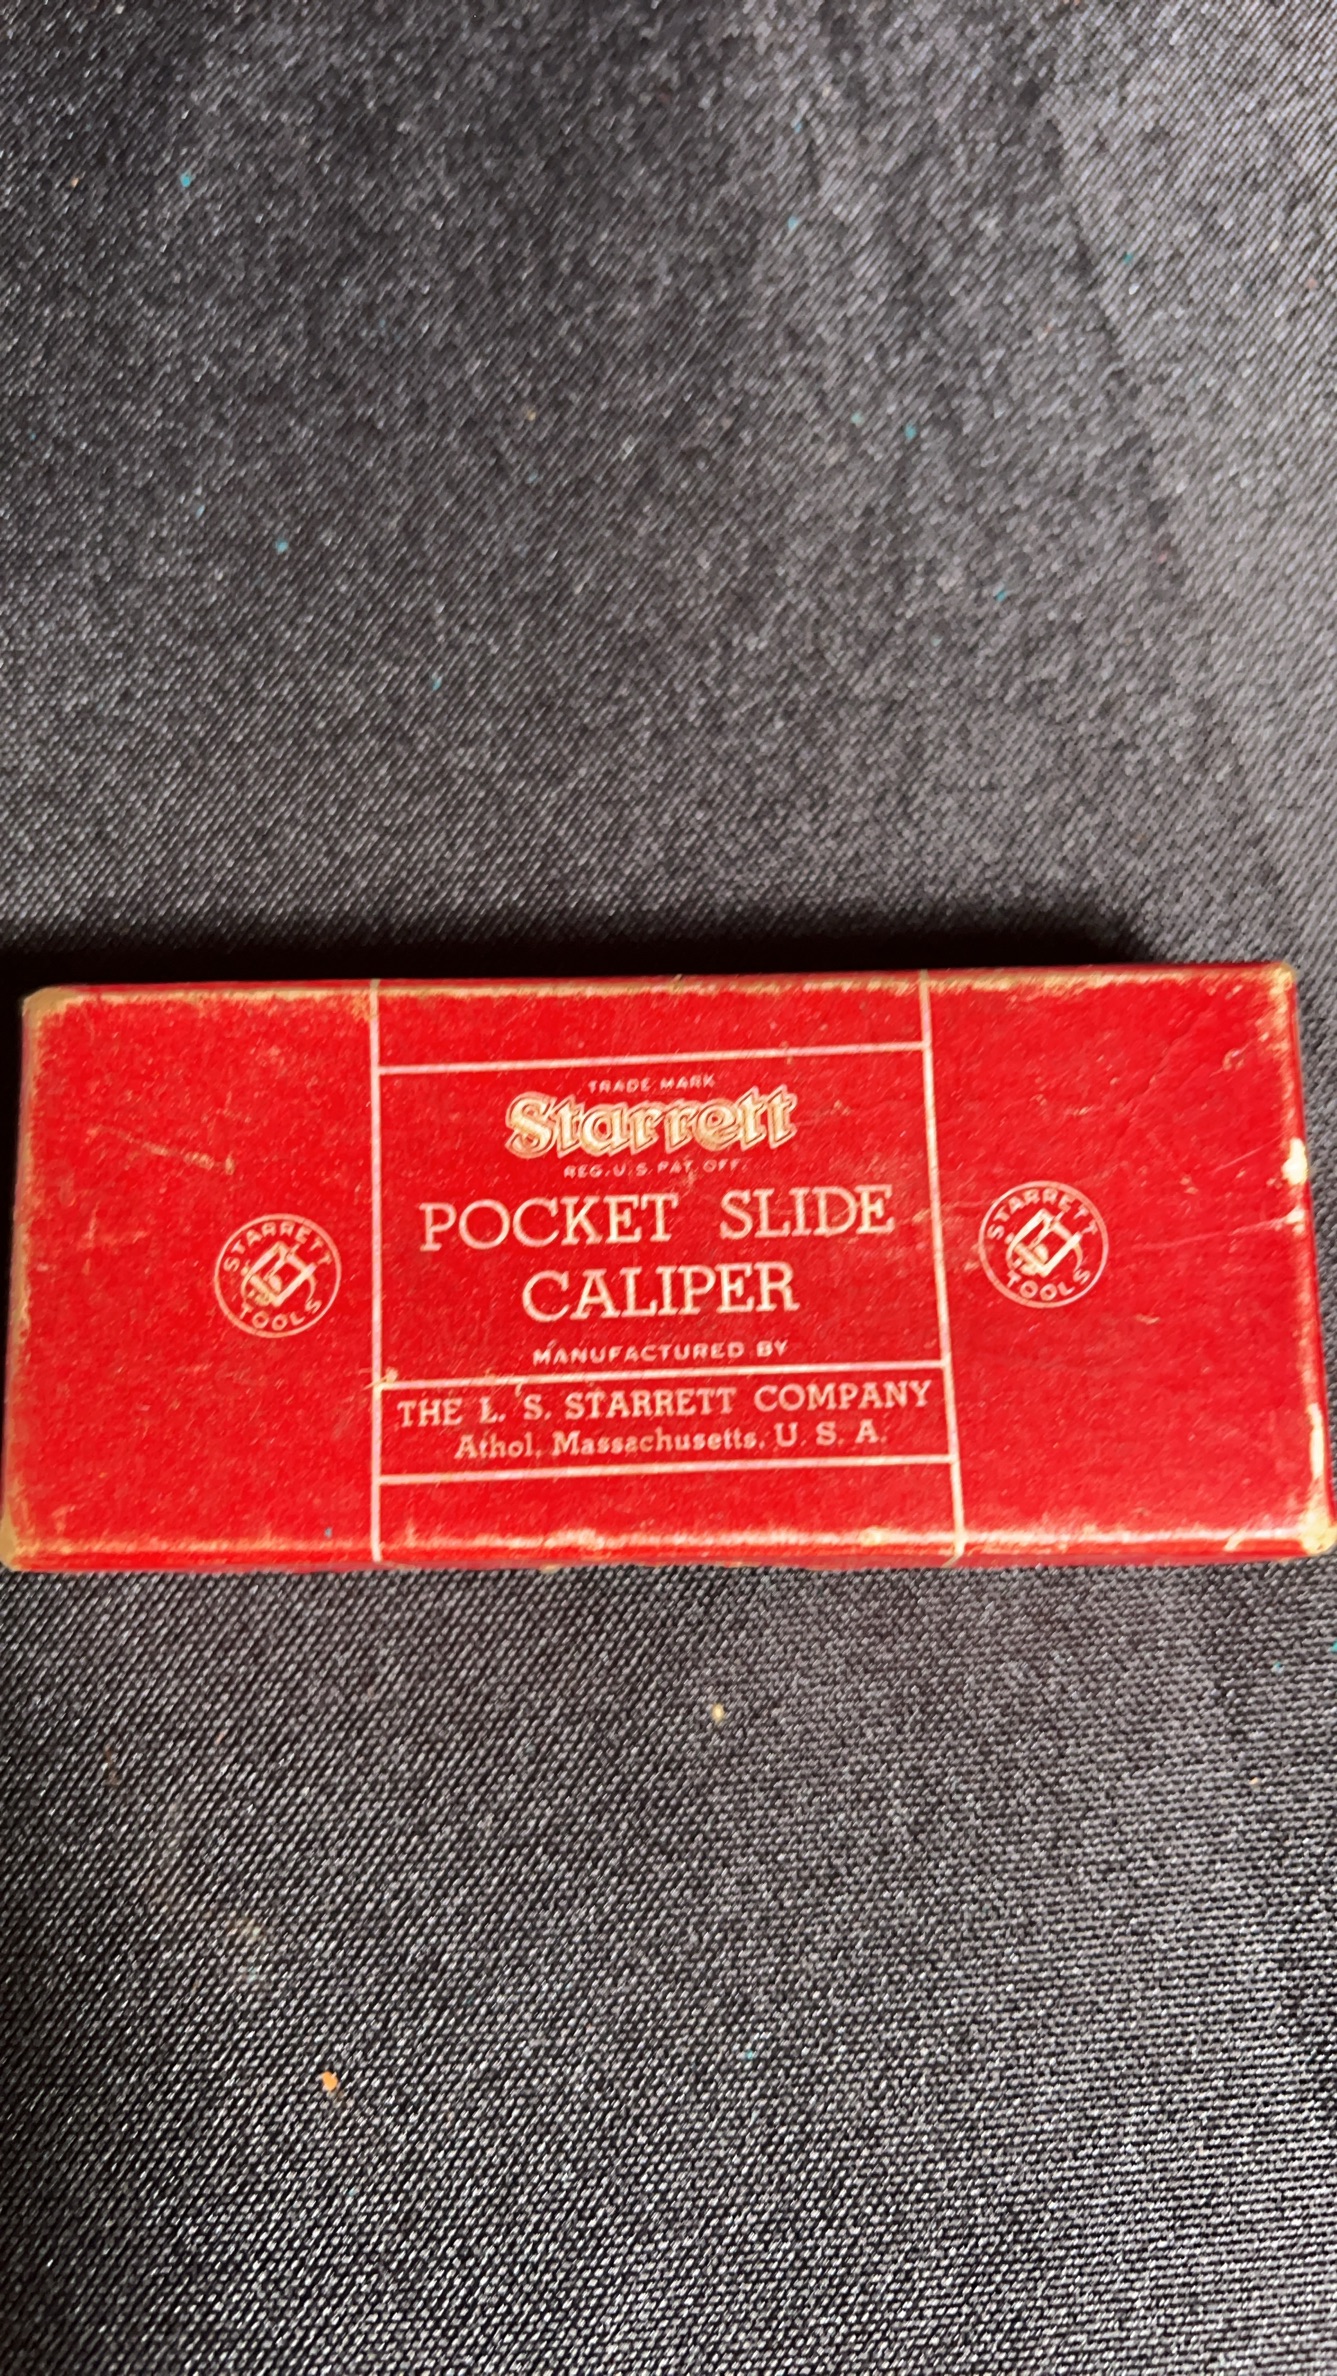 TRADE MARK
Starrett
REG. U.S. PAT. OFF.
POCKET SLIDE
CALIPER
MANUFACTURED BY
THE L. S. STARRETT COMPANY
Athol, Massachusetts, U. S. A.
STARRETT
TOOLS
STARRETT
TOOLS